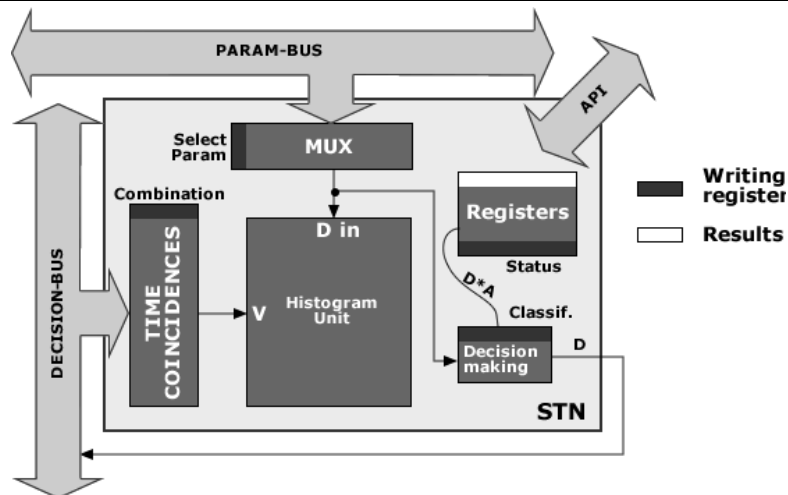 PARAM-BUS
API
Select
Param
MUX
Combination
D in
Registers
Writing
register
Results
Status
DECISION-BUS
TIME
COINCIDENCES
V
Histogram
Unit
D*A
Classif.
Decision
making
D
STN